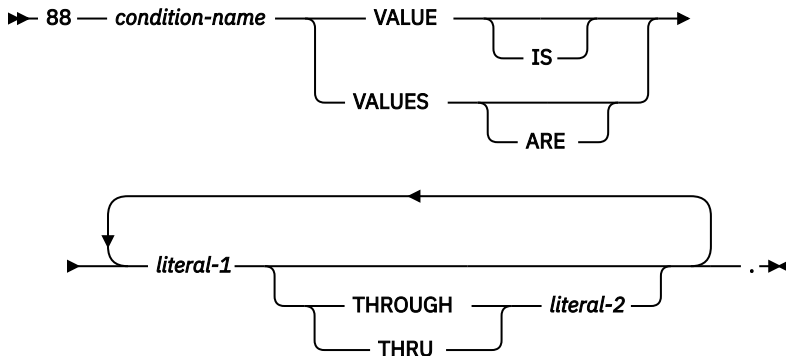 88 condition-name VALUE
IS
VALUES
ARE
literal-1
THROUGH literal-2
THRU
.